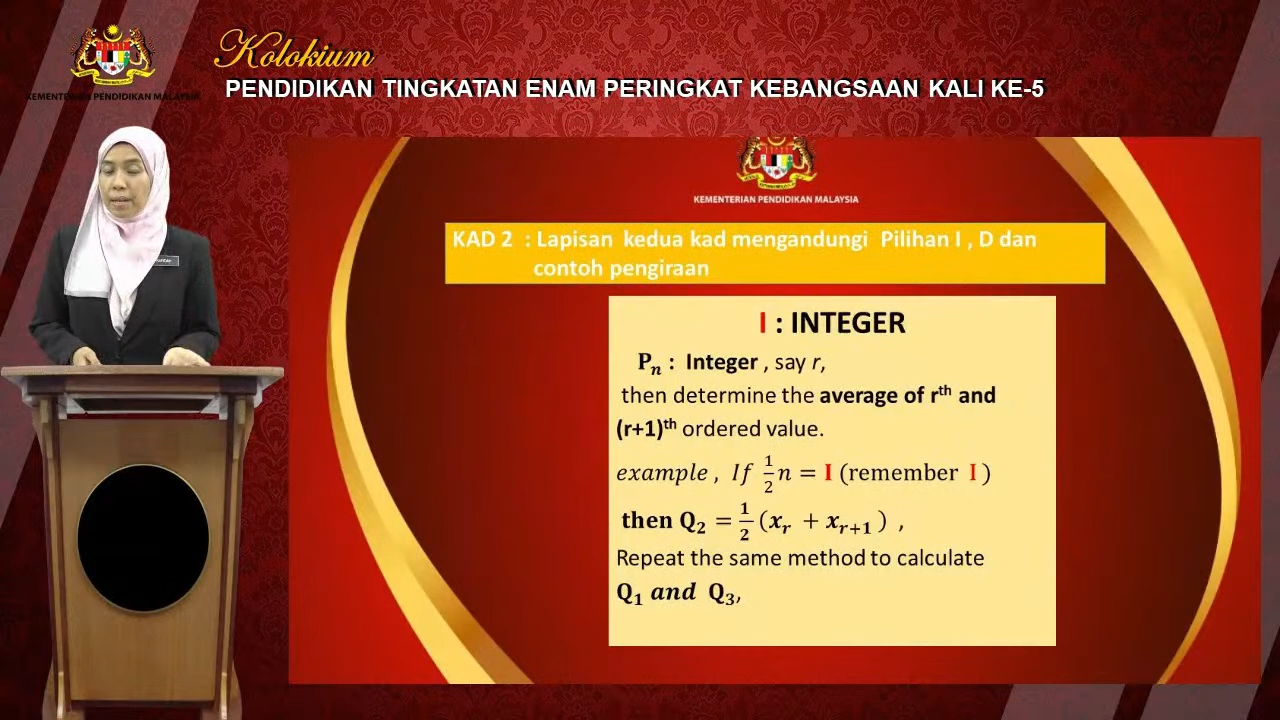 Kolokium
PENDIDIKAN TINGKATAN ENAM PERINGKAT KEBANGSAAN KALI KE-5
KEMENTERIAN PENDIDIKAN MALAYSIA
KEMENTERIAN PENDIDIKAN MALAYSIA
KAD 2 : Lapisan kedua kad mengandungi Pilihan I , D dan
contoh pengiraan
I : INTEGER
Pₙ : Integer , say r,
then determine the average of rᵗʰ and
(r+1)ᵗʰ ordered value.
example , If 1/2 n = I (remember I )
then Q₂ = 1/2 (xᵣ + xᵣ₊₁ ) ,
Repeat the same method to calculate
Q₁ and Q₃,